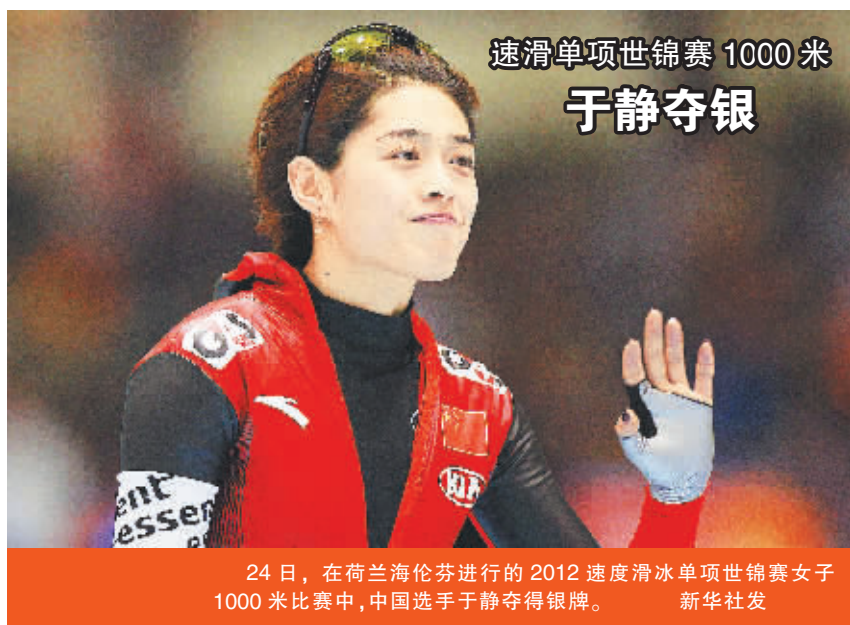 速滑单项世锦赛 1000 米
于静夺银
KIA
24 日，在荷兰海伦芬进行的 2012 速度滑冰单项世锦赛女子
1000 米比赛中，中国选手于静夺得银牌。 新华社发